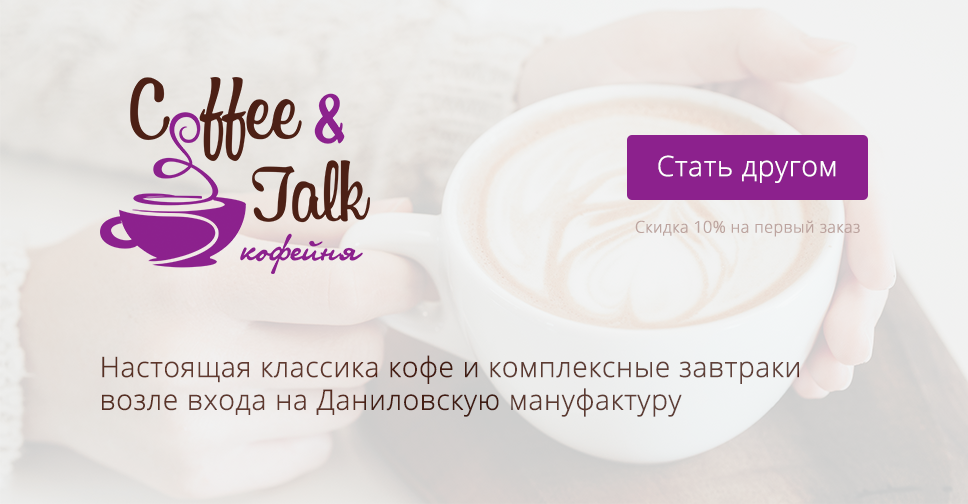 Coffee &
Talk
кофейня
Стать другом
Скидка 10% на первый заказ
Настоящая классика кофе и комплексные завтраки
возле входа на Даниловскую мануфактуру